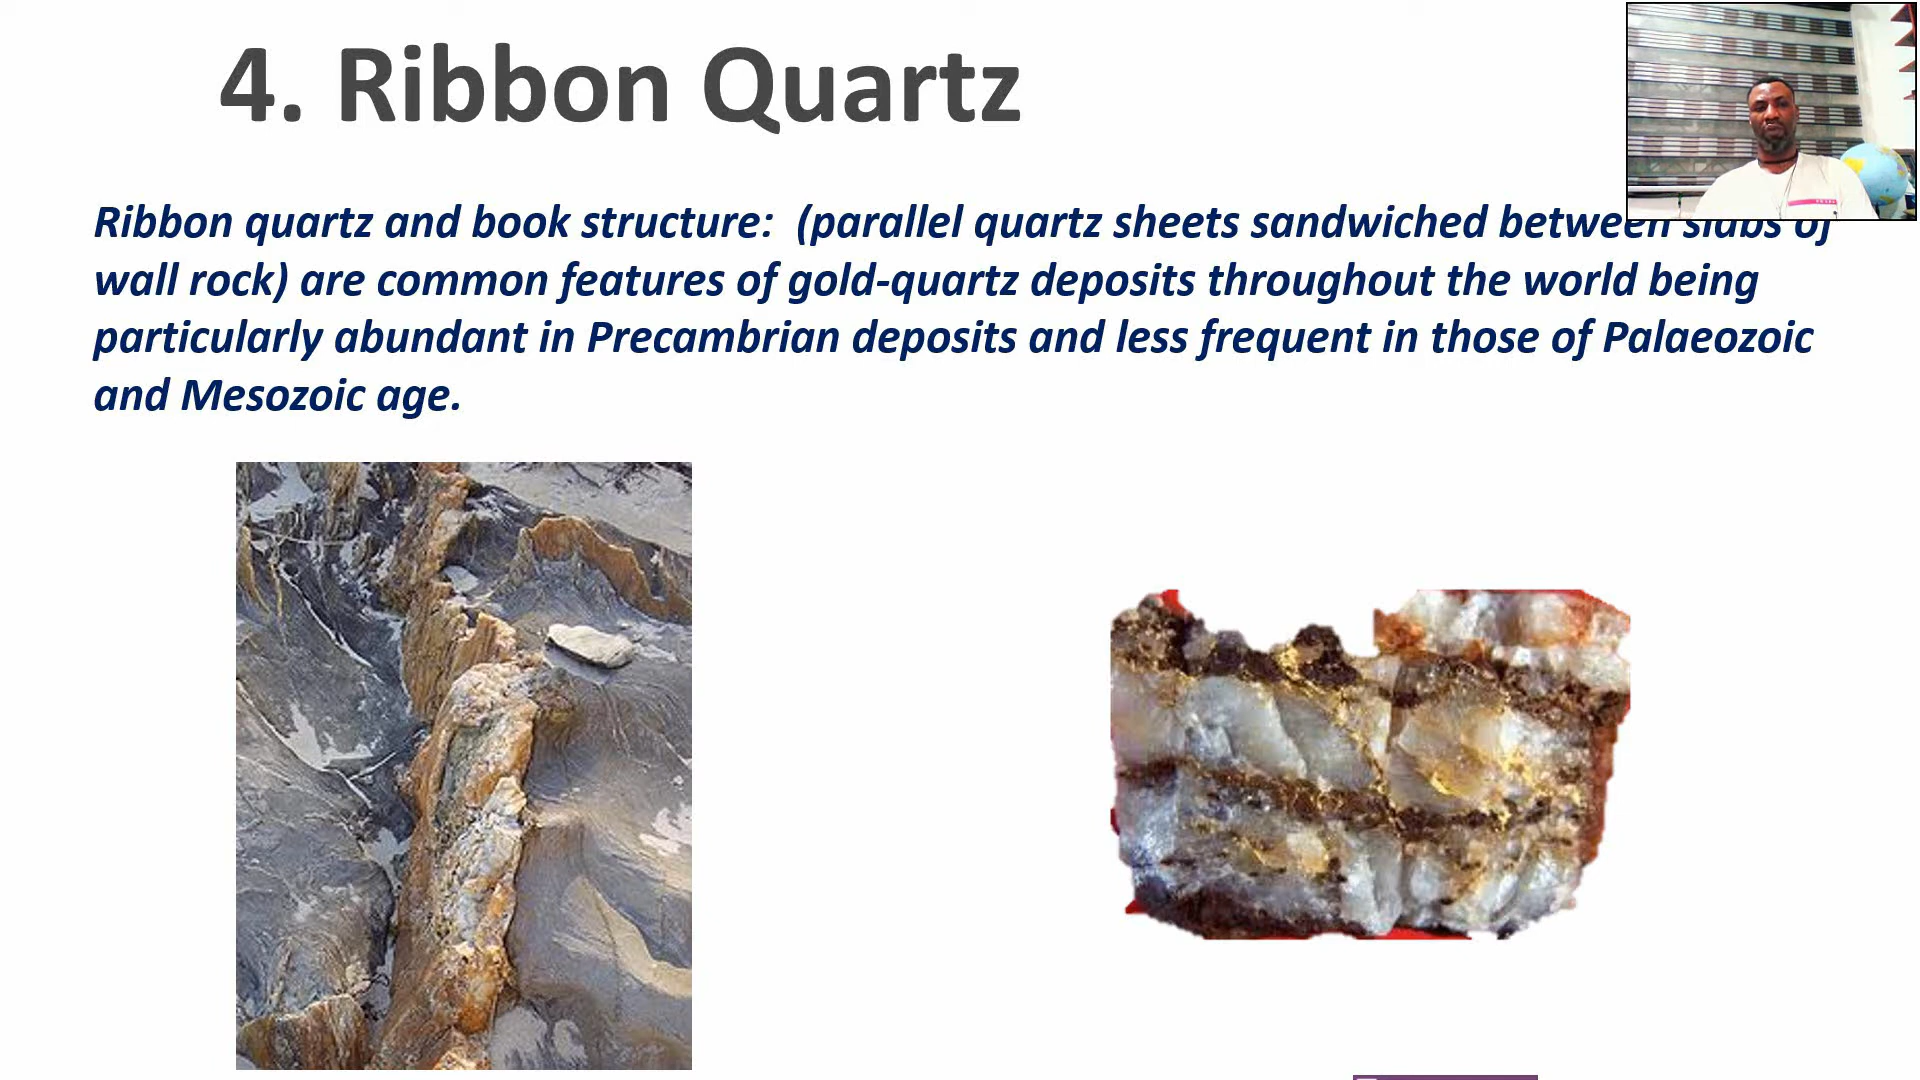 4. Ribbon Quartz
Ribbon quartz and book structure: (parallel quartz sheets sandwiched between slabs of
wall rock) are common features of gold-quartz deposits throughout the world being
particularly abundant in Precambrian deposits and less frequent in those of Palaeozoic
and Mesozoic age.